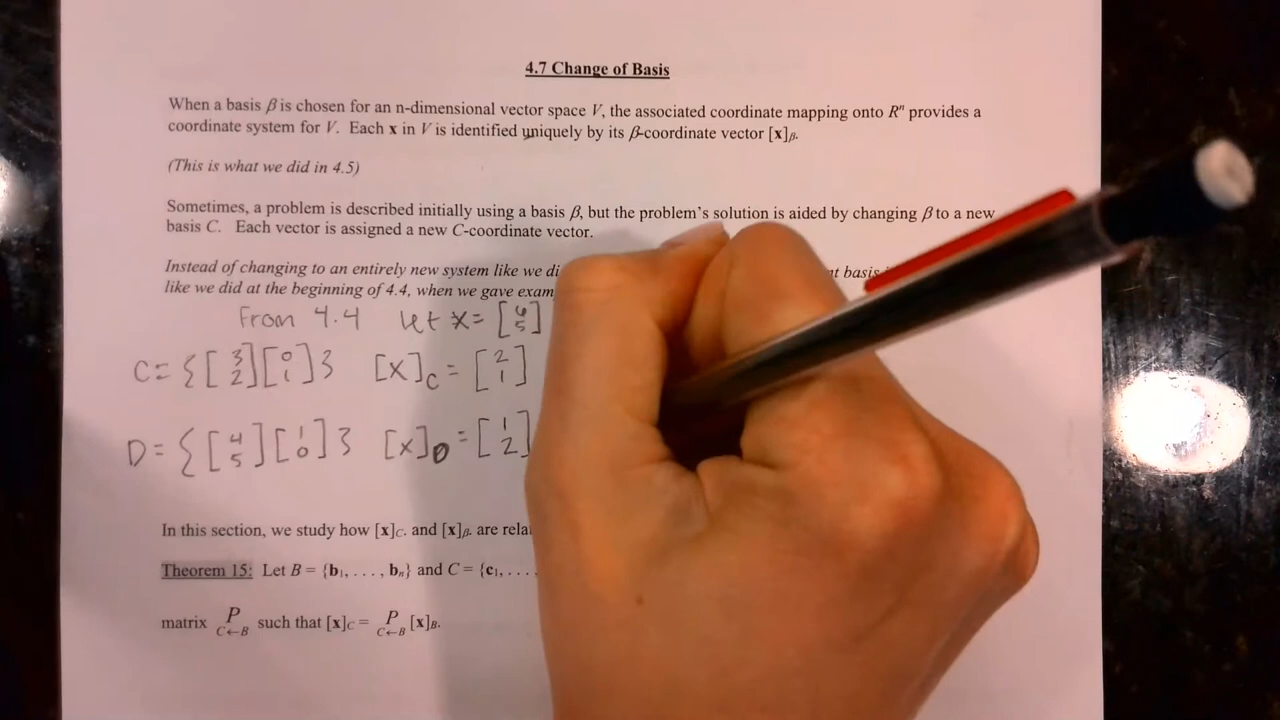 4.7 Change of Basis
When a basis β is chosen for an n-dimensional vector space V, the associated coordinate mapping onto Rⁿ provides a
coordinate system for V. Each x in V is identified uniquely by its β-coordinate vector [x]β.
(This is what we did in 4.5)
Sometimes, a problem is described initially using a basis β, but the problem's solution is aided by changing β to a new
basis C. Each vector is assigned a new C-coordinate vector.
Instead of changing to an entirely new system like we basis
like we did at the beginning of 4.4, when we gave
From 4.4 let x = [6 5]
C = {[3 2][0 1]} [x]C = [2 1]
D = {[4 5][1 0]} [x]D = [1 2]
In this section, we study how [x]C. and [x]β. are
Theorem 15: Let B = {b₁, . . . , bₙ} and C = {c₁, . . .
matrix P C←B such that [x]C = P C←B [x]B.